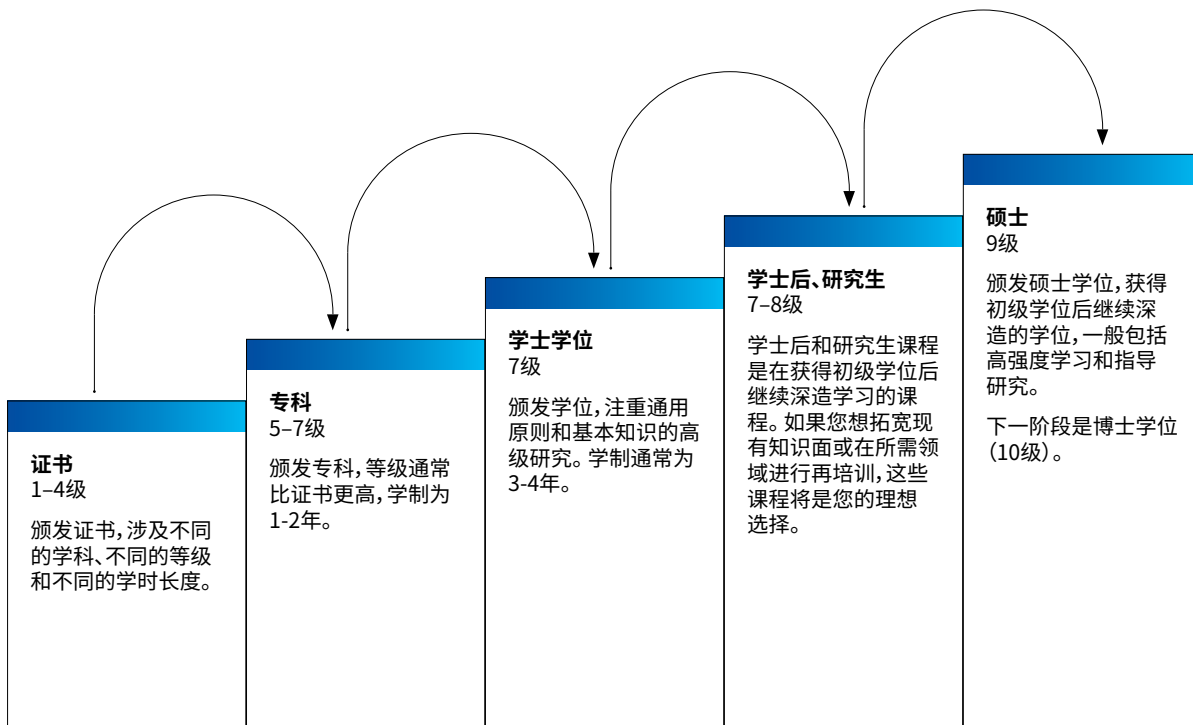 证书
1–4级
颁发证书，涉及不同
的学科、不同的等级
和不同的学时长度。
专科
5–7级
颁发专科，等级通常
比证书更高，学制为
1-2年。
学士学位
7级
颁发学位，注重通用
原则和基本知识的高
级研究。学制通常为
3-4年。
学士后、研究生
7–8级
学士后和研究生课程
是在获得初级学位后
继续深造学习的课
程。如果您想拓宽现
有知识面或在所需领
域进行再培训，这些
课程将是您的理想
选择。
硕士
9级
颁发硕士学位，获得
初级学位后继续深
造的学位，一般包括
高强度学习和指导
研究。
下一阶段是博士学位
（10级）。